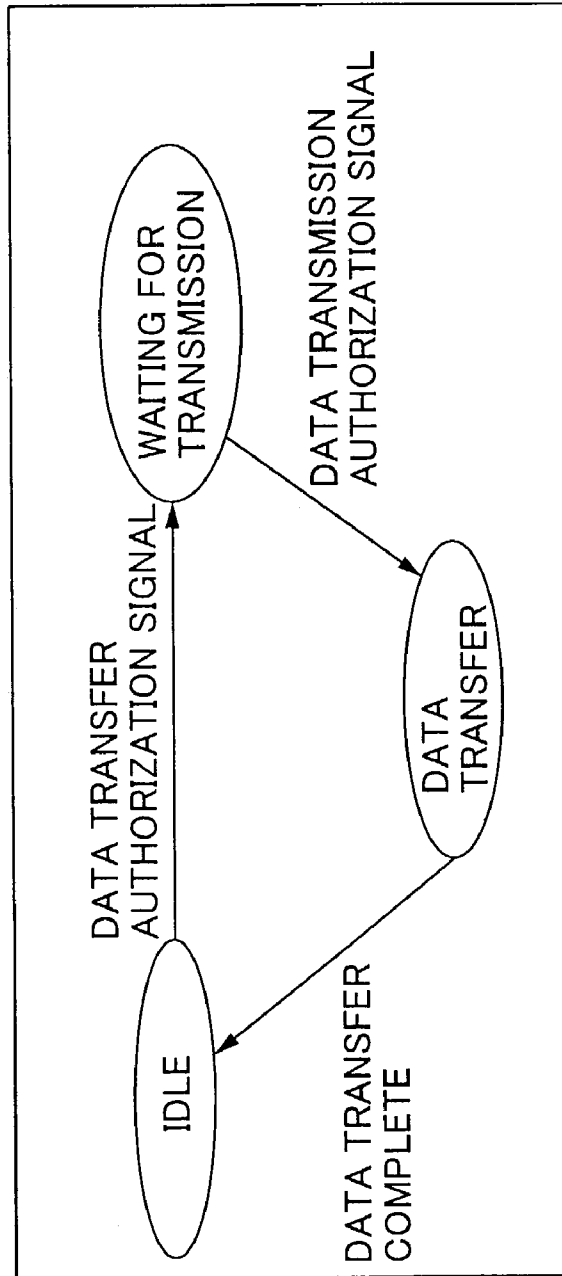 DATA TRANSFER
AUTHORIZATION SIGNAL
IDLE
WAITING FOR
TRANSMISSION
DATA TRANSMISSION
AUTHORIZATION SIGNAL
DATA
TRANSFER
DATA TRANSFER
COMPLETE